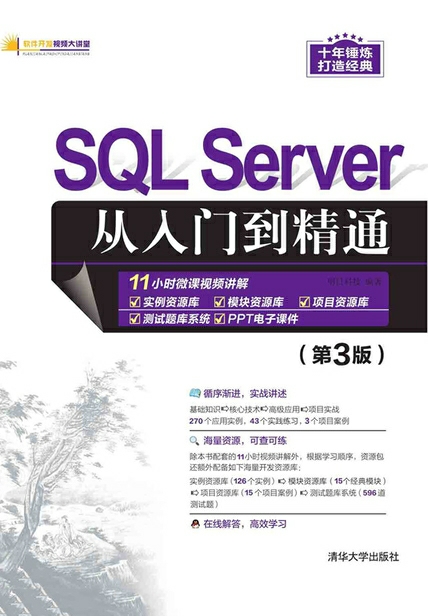 软件开发视频大讲堂
十年锤炼
打造经典
SQL Server
从入门到精通
明日科技 编著
11小时微课视频讲解
实例资源库 模块资源库 项目资源库
测试题库系统 PPT电子课件
（第3版）
循序渐进，实战讲述
基础知识➪核心技术➪高级应用➪项目实战
270个应用实例，43个实践练习，3个项目案例
海量资源，可查可练
除本书配套的11小时视频讲解外，根据学习顺序，资源包
还额外配备如下海量开发资源库：
实例资源库（126个实例）➪模块资源库（15个经典模块）
➪项目资源库（15个项目案例）➪测试题库系统（596道
测试题）
在线解答，高效学习
清华大学出版社